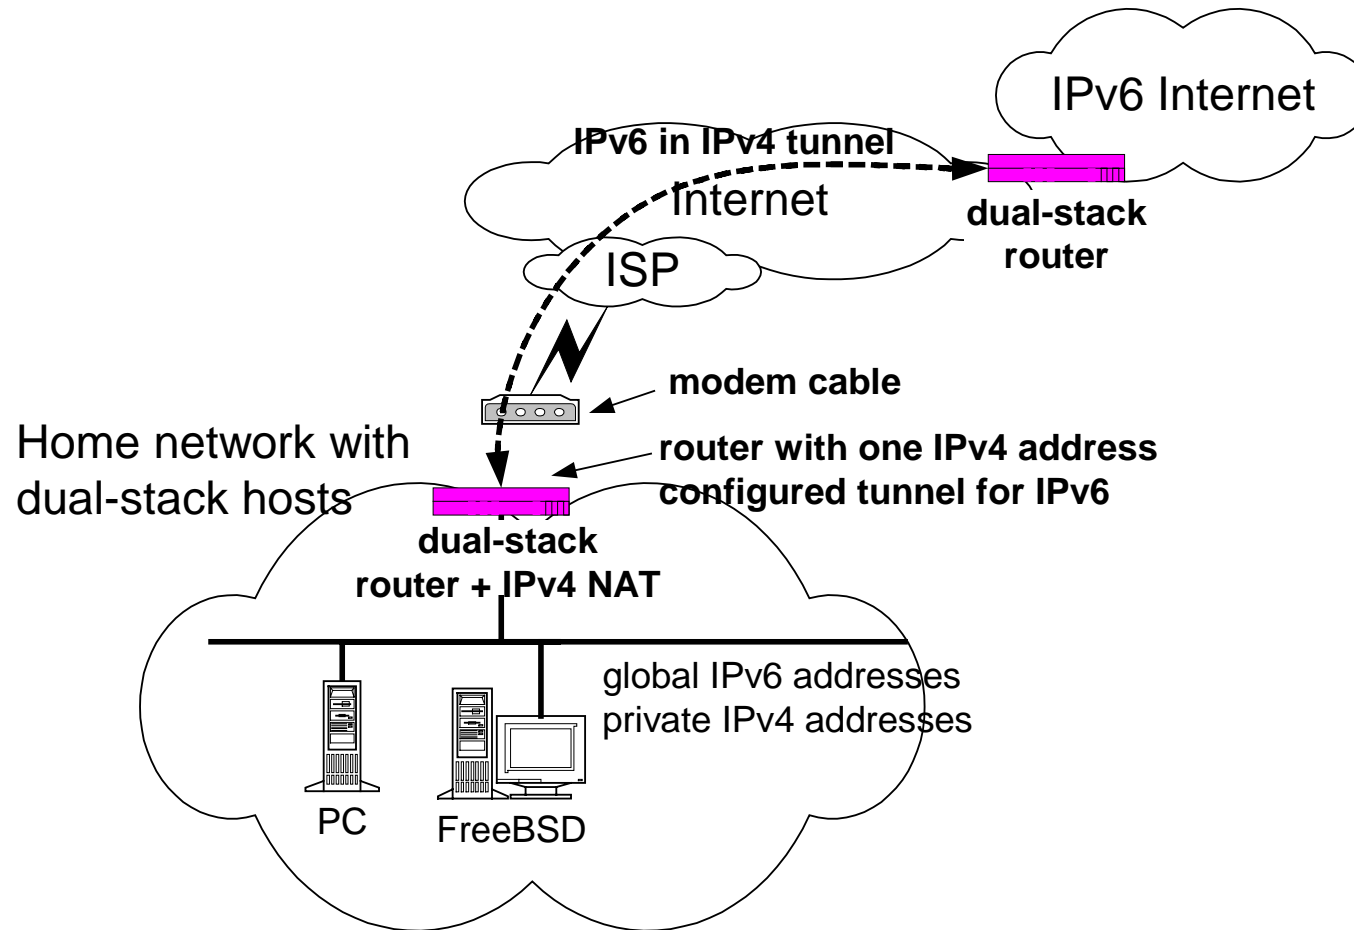 IPv6 Internet
IPv6 in IPv4 tunnel
Internet
dual-stack
router
ISP
modem cable
Home network with
dual-stack hosts
router with one IPv4 address
configured tunnel for IPv6
dual-stack
router + IPv4 NAT
global IPv6 addresses
private IPv4 addresses
PC
FreeBSD